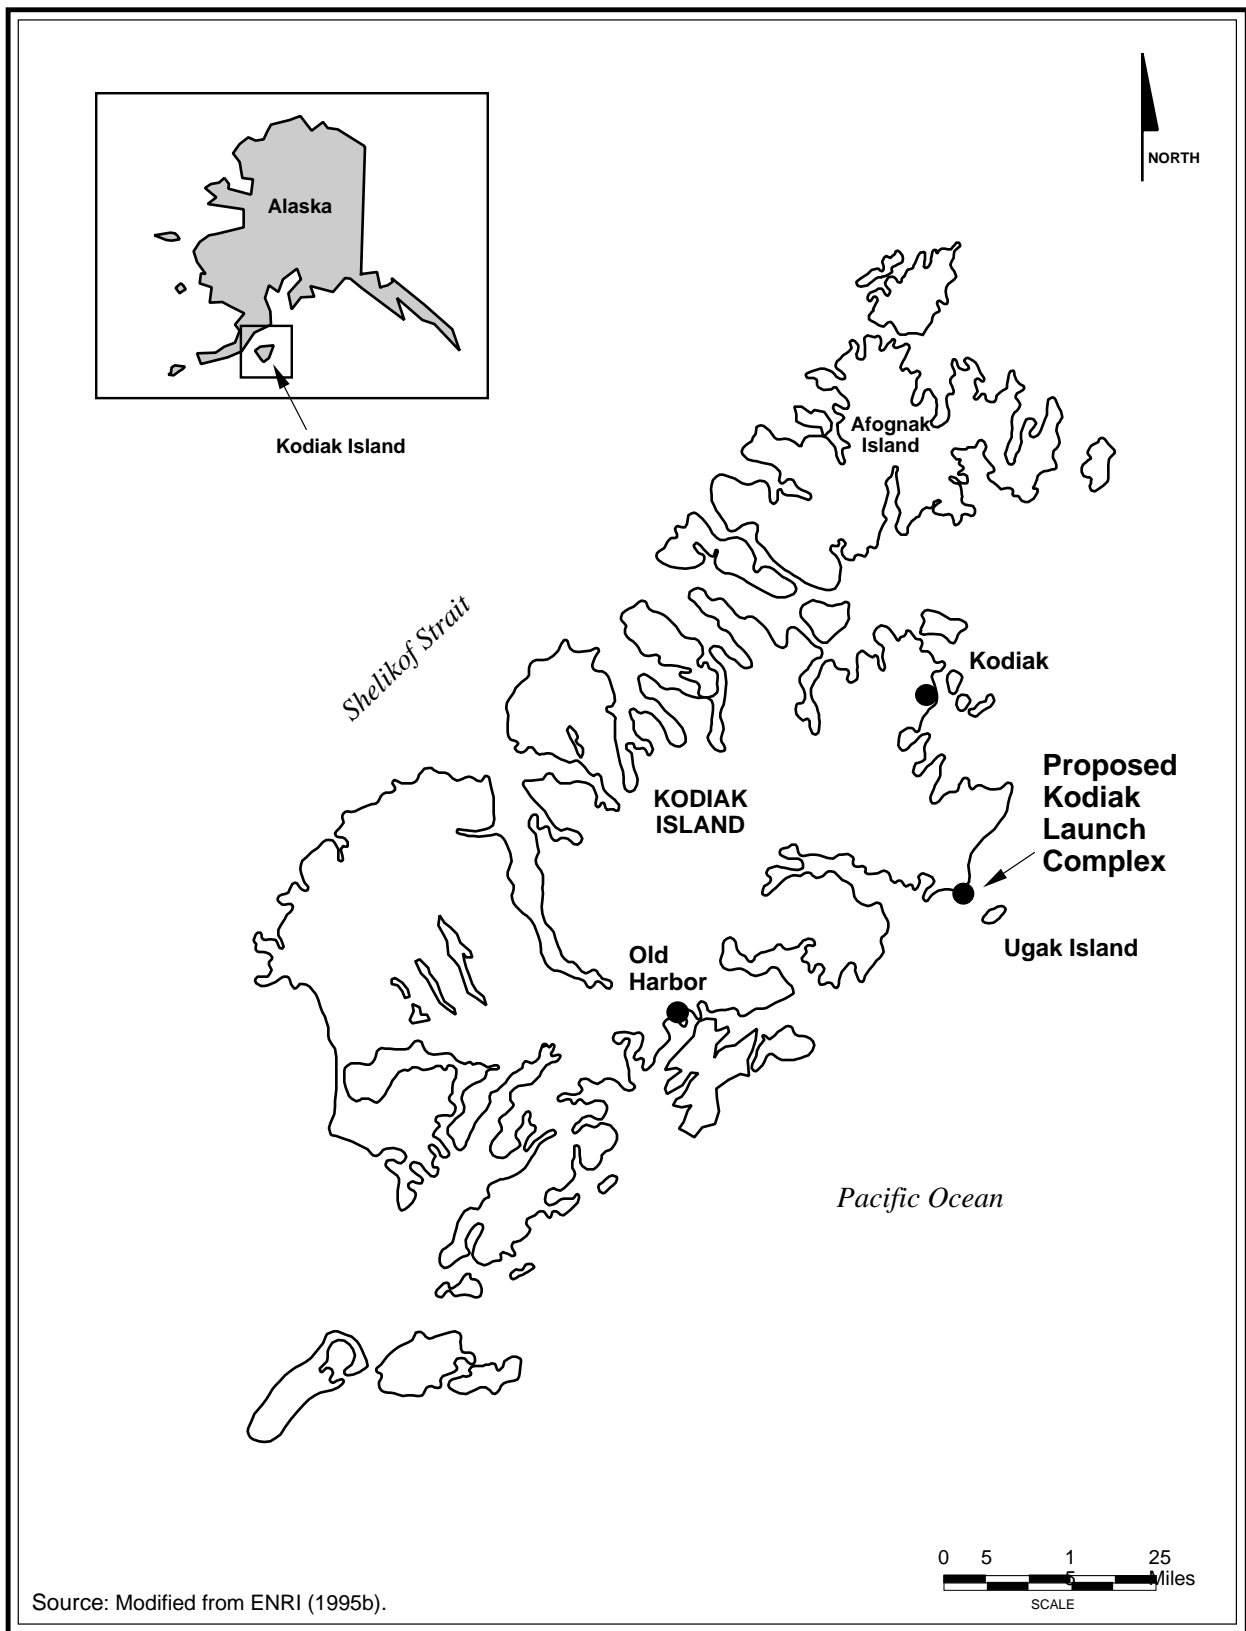 NORTH
Alaska
Kodiak Island
Afognak
Island
Shelikof Strait
Kodiak
KODIAK
ISLAND
Proposed
Kodiak
Launch
Complex
Ugak Island
Old
Harbor
Pacific Ocean
0 5 1 25
5 Miles
SCALE
Source: Modified from ENRI (1995b).